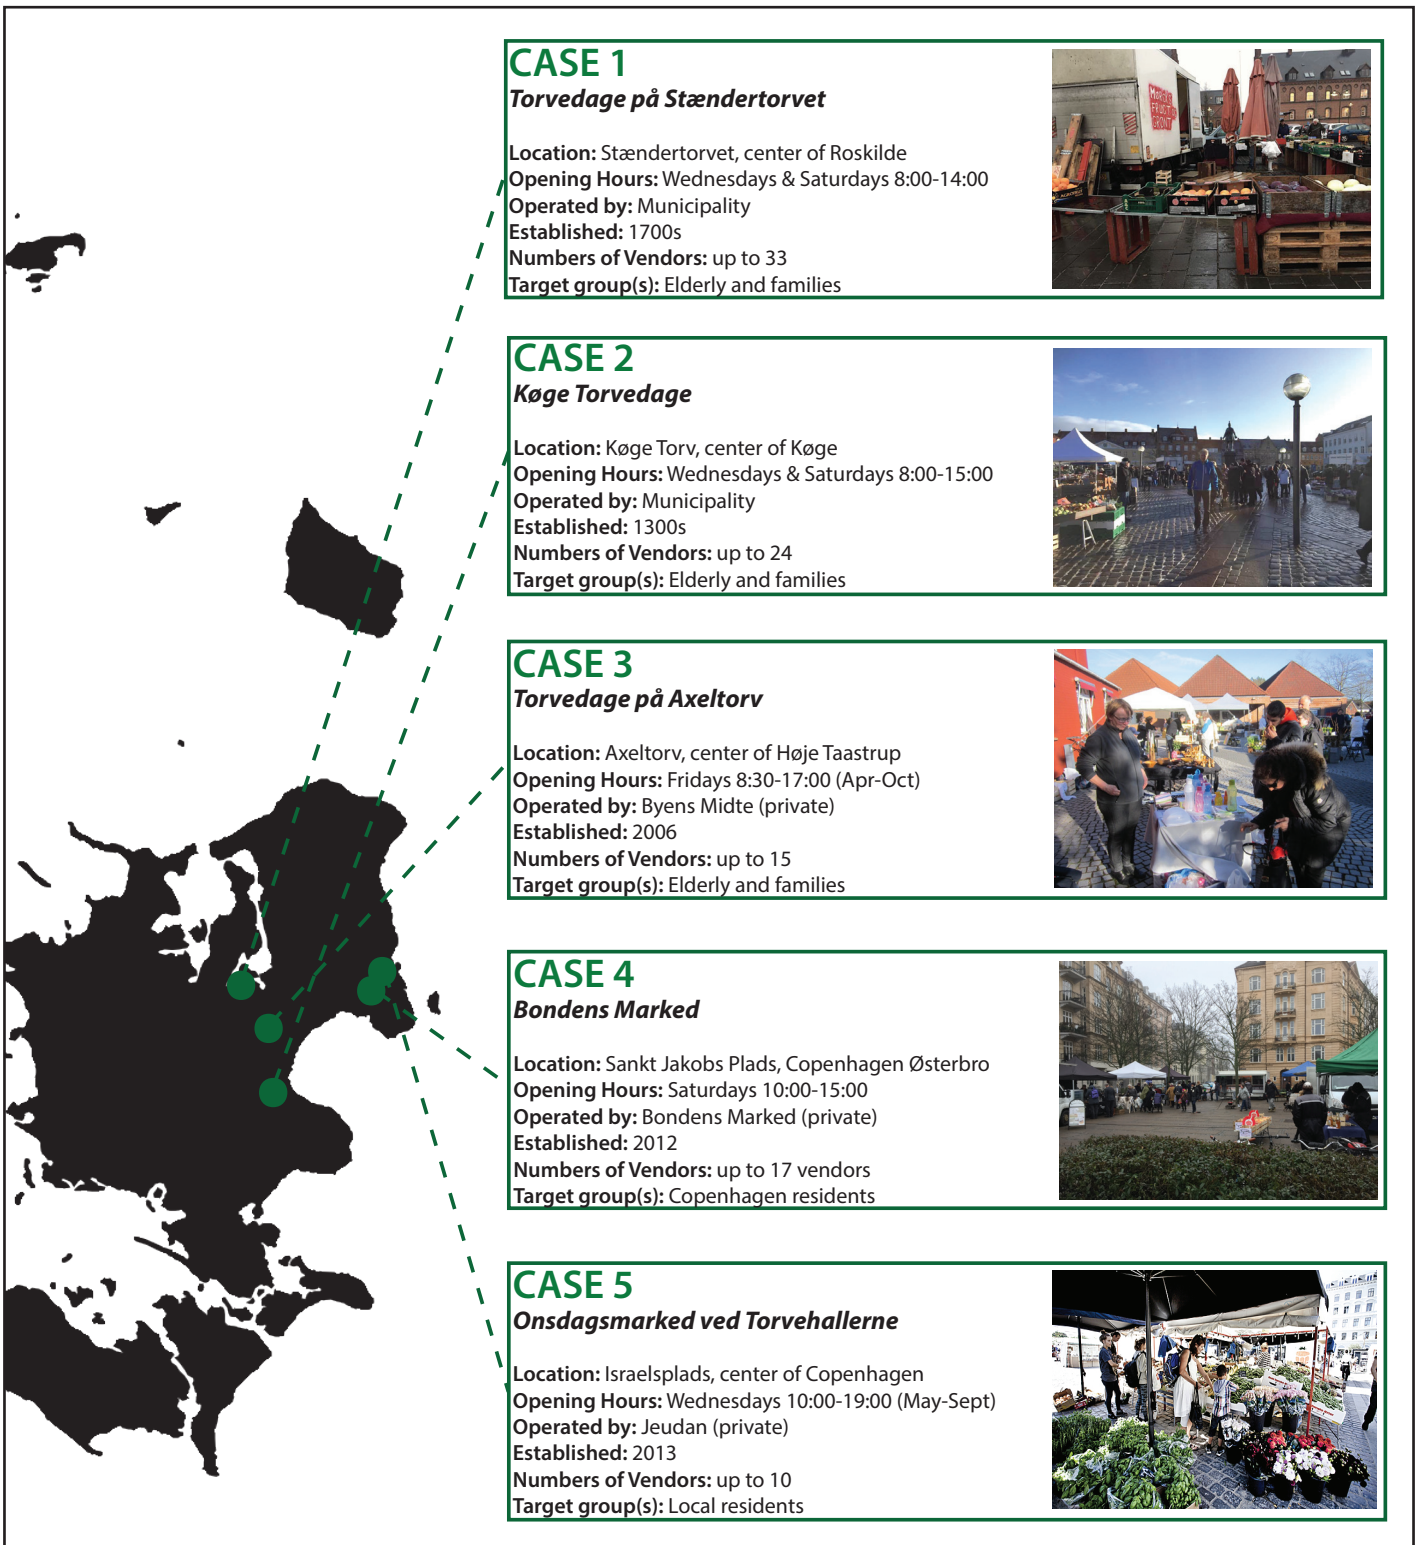 CASE 1
Torvedage på Stændertorvet
Location: Stændertorvet, center of Roskilde
Opening Hours: Wednesdays & Saturdays 8:00-14:00
Operated by: Municipality
Established: 1700s
Numbers of Vendors: up to 33
Target group(s): Elderly and families
MARKE
FRUGT
GRØNT
CASE 2
Køge Torvedage
Location: Køge Torv, center of Køge
Opening Hours: Wednesdays & Saturdays 8:00-15:00
Operated by: Municipality
Established: 1300s
Numbers of Vendors: up to 24
Target group(s): Elderly and families
CASE 3
Torvedage på Axeltorv
Location: Axeltorv, center of Høje Taastrup
Opening Hours: Fridays 8:30-17:00 (Apr-Oct)
Operated by: Byens Midte (private)
Established: 2006
Numbers of Vendors: up to 15
Target group(s): Elderly and families
CASE 4
Bondens Marked
Location: Sankt Jakobs Plads, Copenhagen Østerbro
Opening Hours: Saturdays 10:00-15:00
Operated by: Bondens Marked (private)
Established: 2012
Numbers of Vendors: up to 17 vendors
Target group(s): Copenhagen residents
CASE 5
Onsdagsmarked ved Torvehallerne
Location: Israelsplads, center of Copenhagen
Opening Hours: Wednesdays 10:00-19:00 (May-Sept)
Operated by: Jeudan (private)
Established: 2013
Numbers of Vendors: up to 10
Target group(s): Local residents